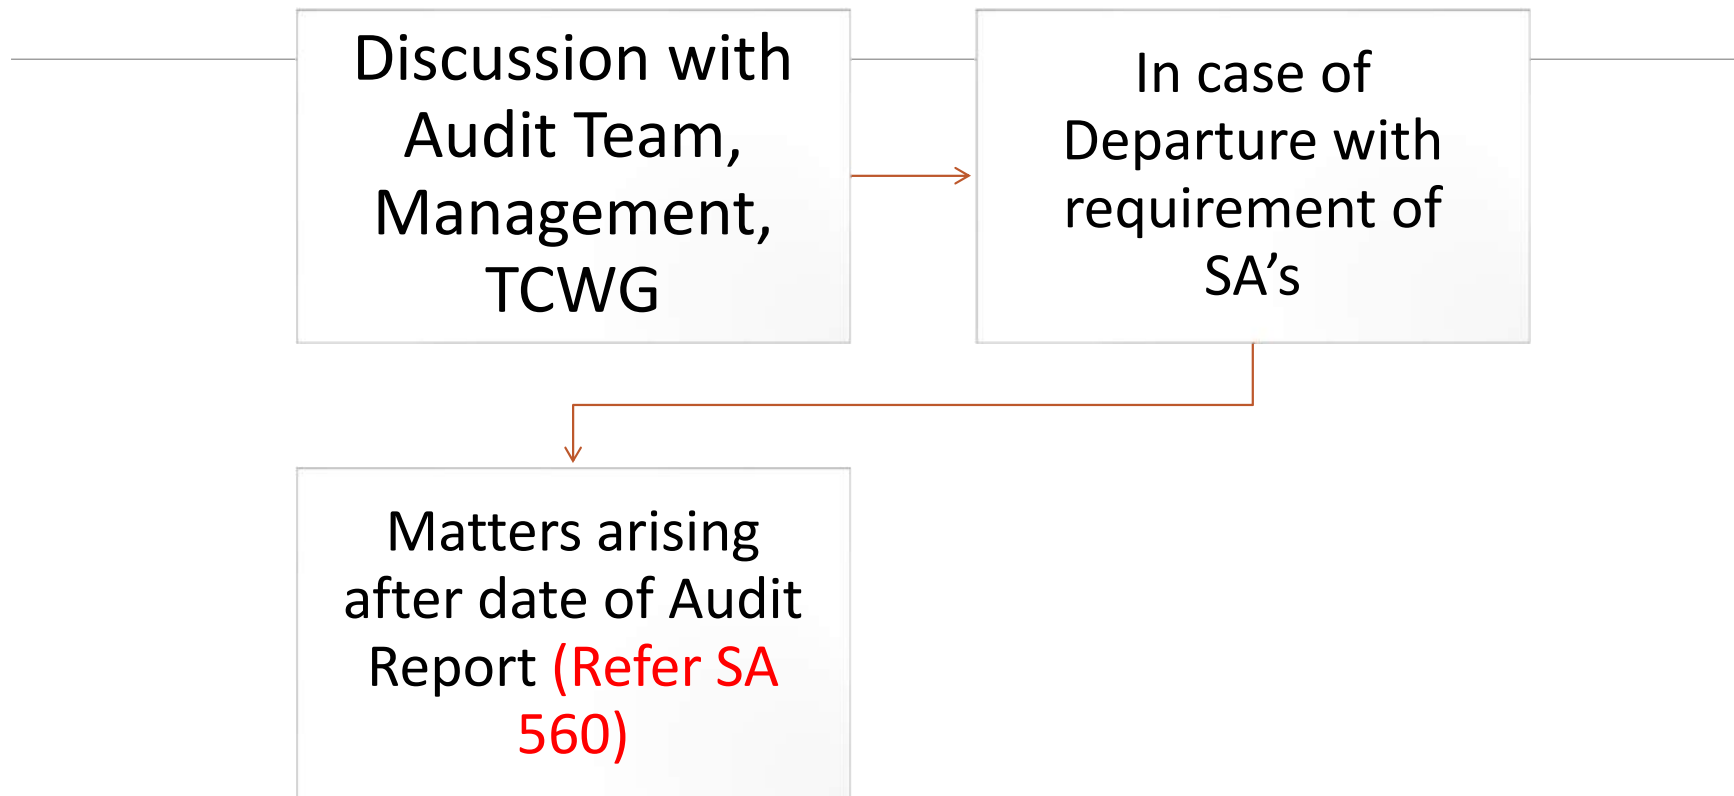 Discussion with
Audit Team,
Management,
TCWG
In case of
Departure with
requirement of
SA’s
Matters arising
after date of Audit
Report (Refer SA
560)